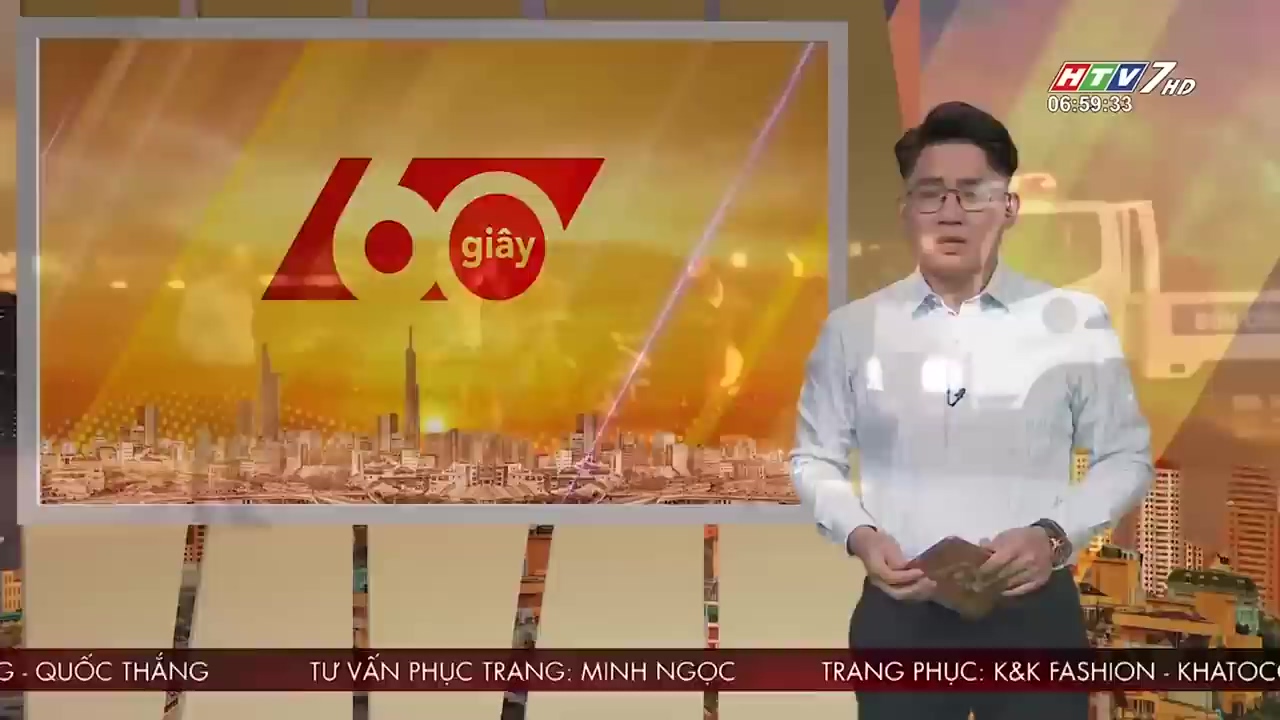 HTV7 HD
06:59:33
60 giây
G - QUỐC THẮNG TƯ VẤN PHỤC TRANG: MINH NGỌC TRANG PHỤC: K&K FASHION - KHATOCO